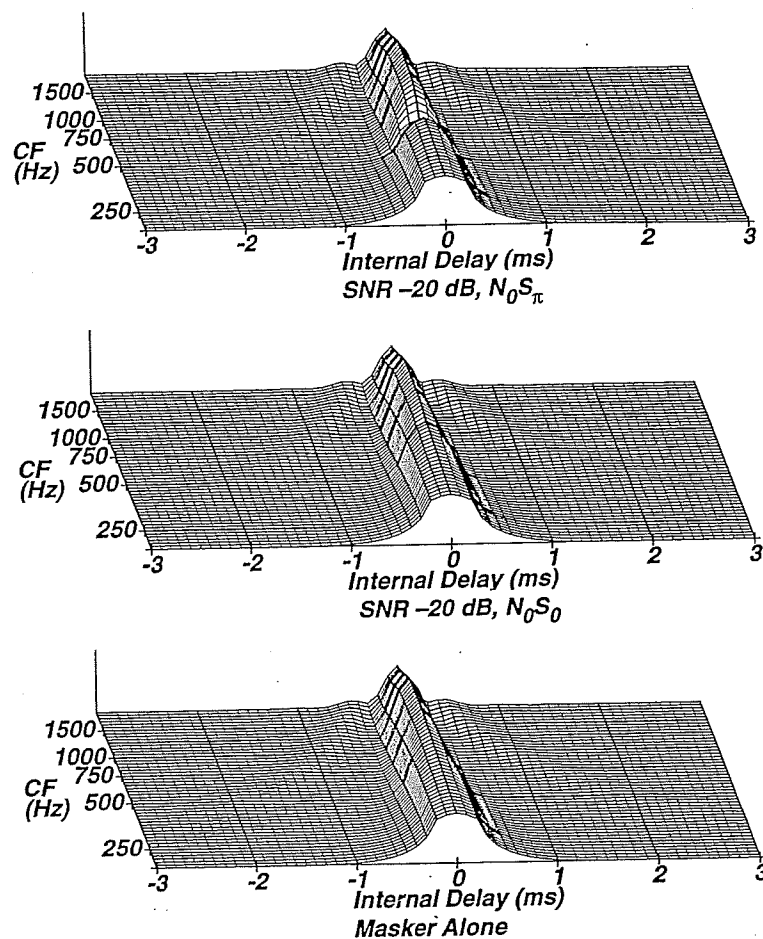 1500
1000
750
500
250
CF
(Hz)
-3 -2 -1 0 1 2 3
Internal Delay (ms)
SNR –20 dB, N0Sπ
1500
1000
750
500
250
CF
(Hz)
-3 -2 -1 0 1 2 3
Internal Delay (ms)
SNR –20 dB, N0S0
1500
1000
750
500
250
CF
(Hz)
-3 -2 -1 0 1 2 3
Internal Delay (ms)
Masker Alone